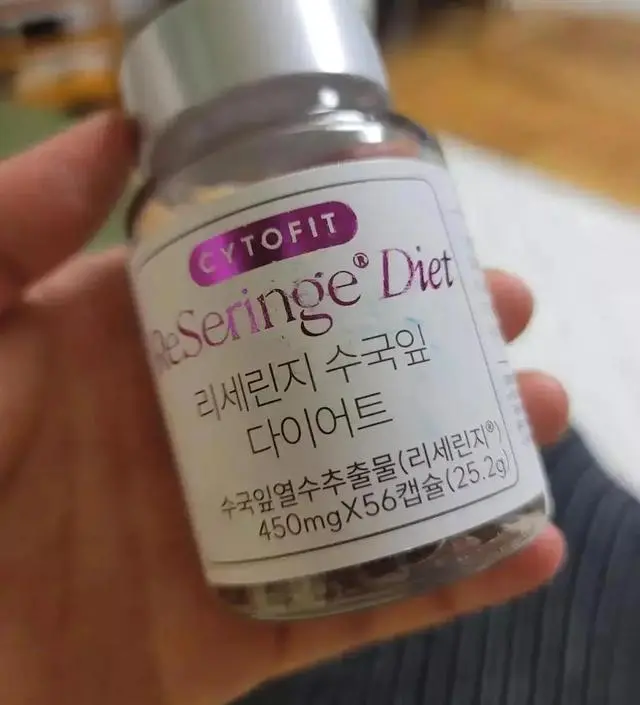 CYTOFIT
ReSeringe® Diet
리세린지 수국잎
다이어트
수국잎열수추출물(리세린지®)
450mgX56캡슐(25.2g)